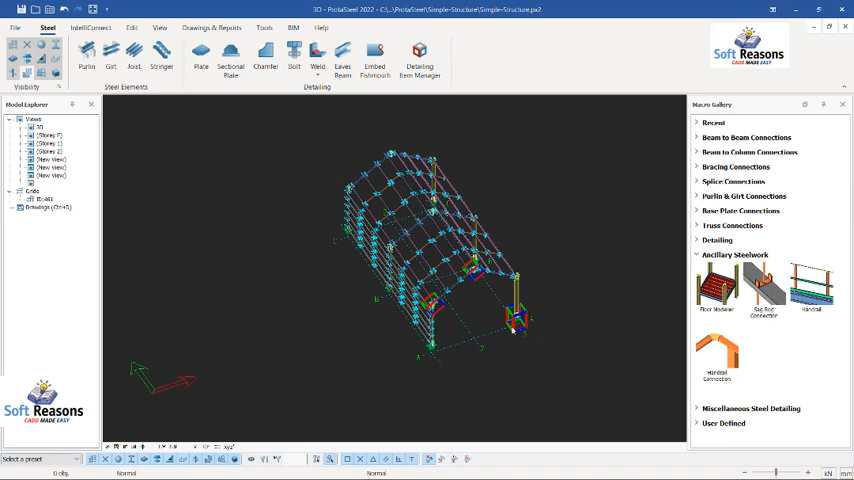 3D - ProtaSteel 2022 - C:\...\ProtaSteel\Simple-Structure\Simple-Structure.px2
File Steel IntelliConnect Edit View Drawings & Reports Tools BIM Help
Purlin Girt Joist Stringer
Plate Sectional Plate Chamfer Bolt Weld Eaves Beam Embed Fishmouth Detailing Item Manager
Visibility Steel Elements Detailing
Soft Reasons
CADD MADE EASY
Model Explorer
Views
3D
(Storey F)
(Storey 1)
(Storey 2)
(New View)
(New View)
(New View)
Grids
Drawings (Ctrl+D)
Macro Gallery
Recent
Beam to Beam Connections
Beam to Column Connections
Bracing Connections
Splice Connections
Purlin & Girt Connections
Base Plate Connections
Truss Connections
Detailing
Ancillary Steelwork
Floor Modeler
Sag Rod Connection
Handrail
Handrail Connection
Miscellaneous Steel Detailing
User Defined
Soft Reasons
CADD MADE EASY
Select a preset
0 obj. Normal Normal kN mm